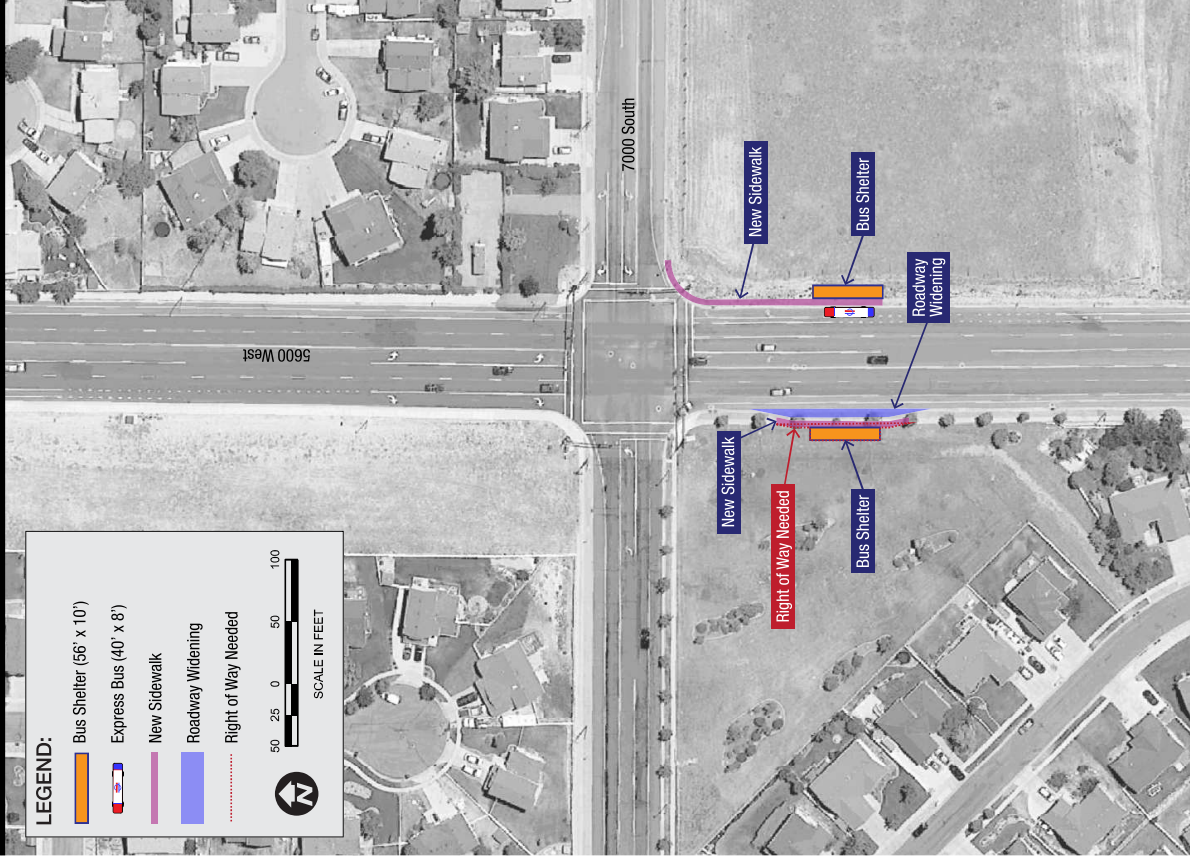 LEGEND:
Bus Shelter (56' x 10')
Express Bus (40' x 8')
New Sidewalk
Roadway Widening
Right of Way Needed
50 25 0 50 100
SCALE IN FEET
N
5600 West
7000 South
New Sidewalk
Bus Shelter
Roadway
Widening
New Sidewalk
Right of Way Needed
Bus Shelter